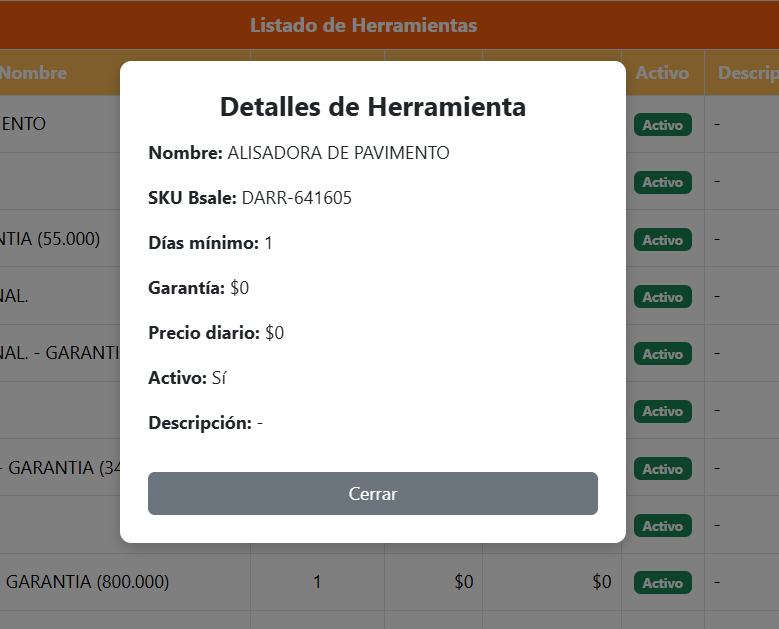 Listado de Herramientas
Nombre
Activo
Descrip
ENTO
Activo -
Activo -
NTIA (55.000)
Activo -
NAL.
Activo -
NAL. - GARANTI
Activo -
Activo -
- GARANTIA (34
Activo -
Activo -
GARANTIA (800.000) 1 $0 $0 Activo -
Detalles de Herramienta
Nombre: ALISADORA DE PAVIMENTO
SKU Bsale: DARR-641605
Días mínimo: 1
Garantía: $0
Precio diario: $0
Activo: Sí
Descripción: -
Cerrar